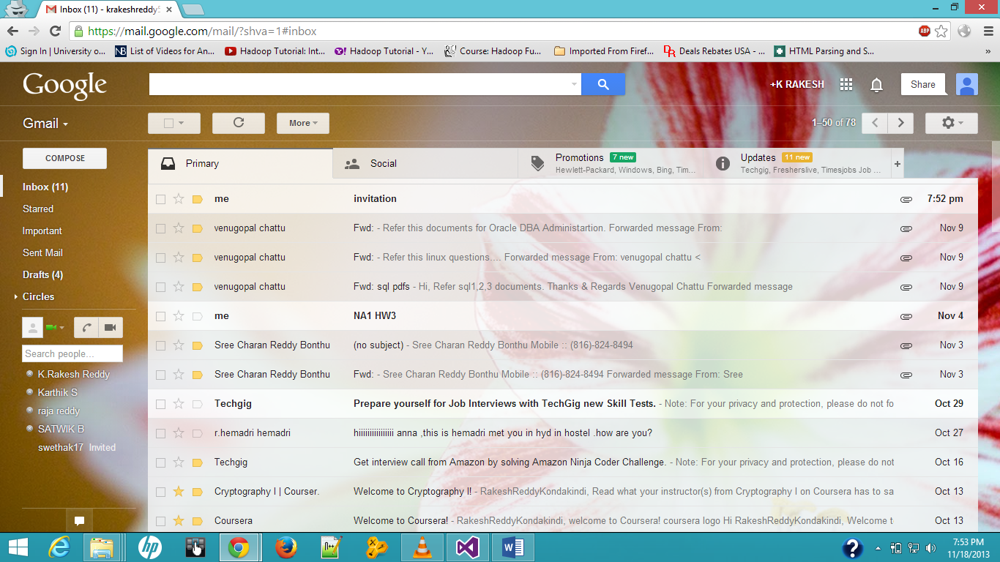 Inbox (11) - krakeshreddy5
https://mail.google.com/mail/?shva=1#inbox
ABP
Sign In | University o...
NB List of Videos for An...
Hadoop Tutorial: Int...
Y! Hadoop Tutorial - Y...
Course: Hadoop Fu...
Imported From Firef...
DR Deals Rebates USA - ...
HTML Parsing and S...
»
Google
+K RAKESH
Share
Gmail
More
1–50 of 78
COMPOSE
Primary
Social
Promotions 7 new
Hewlett-Packard, Windows, Bing, Tim...
Updates 11 new
Techgig, Fresherslive, Timesjobs Job ...
+
Inbox (11)
Starred
Important
Sent Mail
Drafts (4)
Circles
Search people...
K.Rakesh Reddy
Karthik S
raja reddy
SATWIK B
swethak17 Invited
me invitation 7:52 pm
venugopal chattu Fwd: - Refer this documents for Oracle DBA Administartion. Forwarded message From: Nov 9
venugopal chattu Fwd: - Refer this linux questions.... Forwarded message From: venugopal chattu < Nov 9
venugopal chattu Fwd: sql pdfs - Hi, Refer sql1,2,3 documents. Thanks & Regards Venugopal Chattu Forwarded message Nov 9
me NA1 HW3 Nov 4
Sree Charan Reddy Bonthu (no subject) - Sree Charan Reddy Bonthu Mobile :: (816)-824-8494 Nov 3
Sree Charan Reddy Bonthu Fwd: - Sree Charan Reddy Bonthu Mobile :: (816)-824-8494 Forwarded message From: Sree Nov 3
Techgig Prepare yourself for Job Interviews with TechGig new Skill Tests. - Note: For your privacy and protection, please do not fo Oct 29
r.hemadri hemadri hiiiiiiiiiiiiiiiii anna ,this is hemadri met you in hyd in hostel .how are you? Oct 27
Techgig Get interview call from Amazon by solving Amazon Ninja Coder Challenge. - Note: For your privacy and protection, please do not Oct 16
Cryptography I | Courser. Welcome to Cryptography I! - RakeshReddyKondakindi, Read what your instructor(s) from Cryptography I on Coursera has to sa Oct 13
Coursera Welcome to Coursera! - RakeshReddyKondakindi, welcome to Coursera! coursera logo Hi RakeshReddyKondakindi, Welcome t Oct 13
hp
?
7:53 PM
11/18/2013